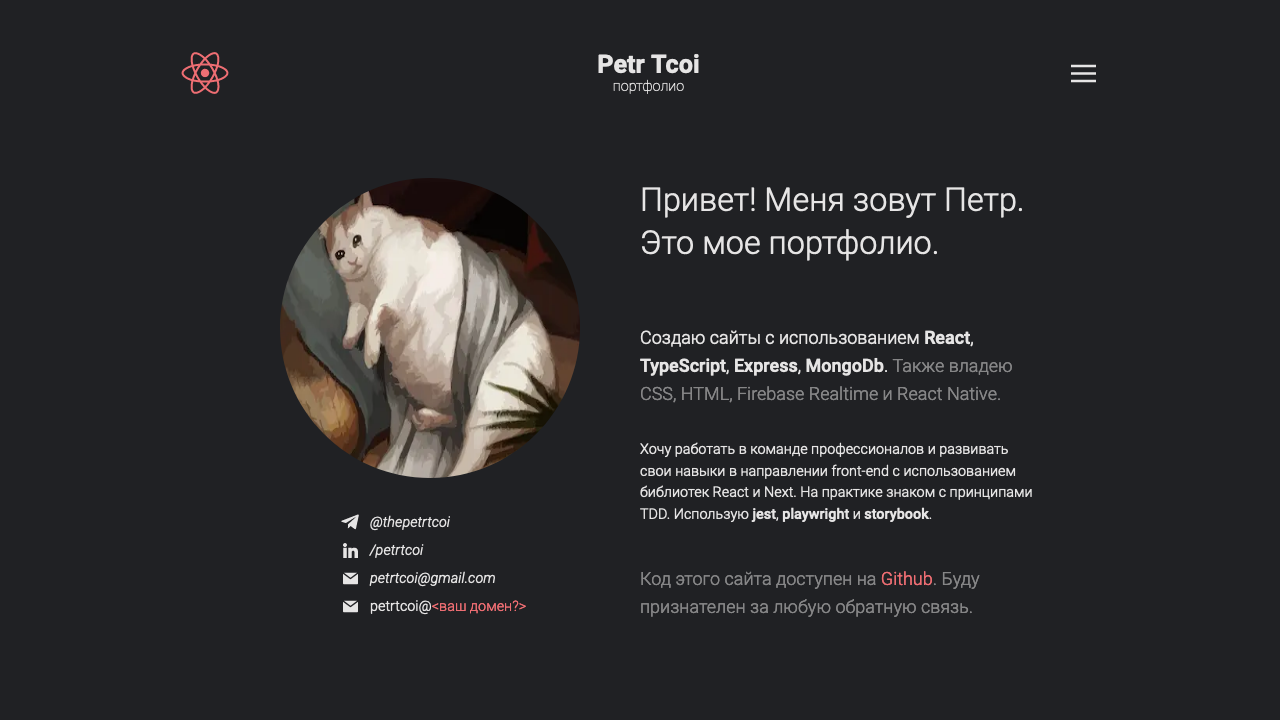 Petr Tcoi
портфолио
Привет! Меня зовут Петр.
Это мое портфолио.
Создаю сайты с использованием React,
TypeScript, Express, MongoDb. Также владею
CSS, HTML, Firebase Realtime и React Native.
Хочу работать в команде профессионалов и развивать
свои навыки в направлении front-end с использованием
библиотек React и Next. На практике знаком с принципами
TDD. Использую jest, playwright и storybook.
Код этого сайта доступен на Github. Буду
признателен за любую обратную связь.
@thepetrtcoi
/petrtcoi
petrtcoi@gmail.com
petrtcoi@<ваш домен?>